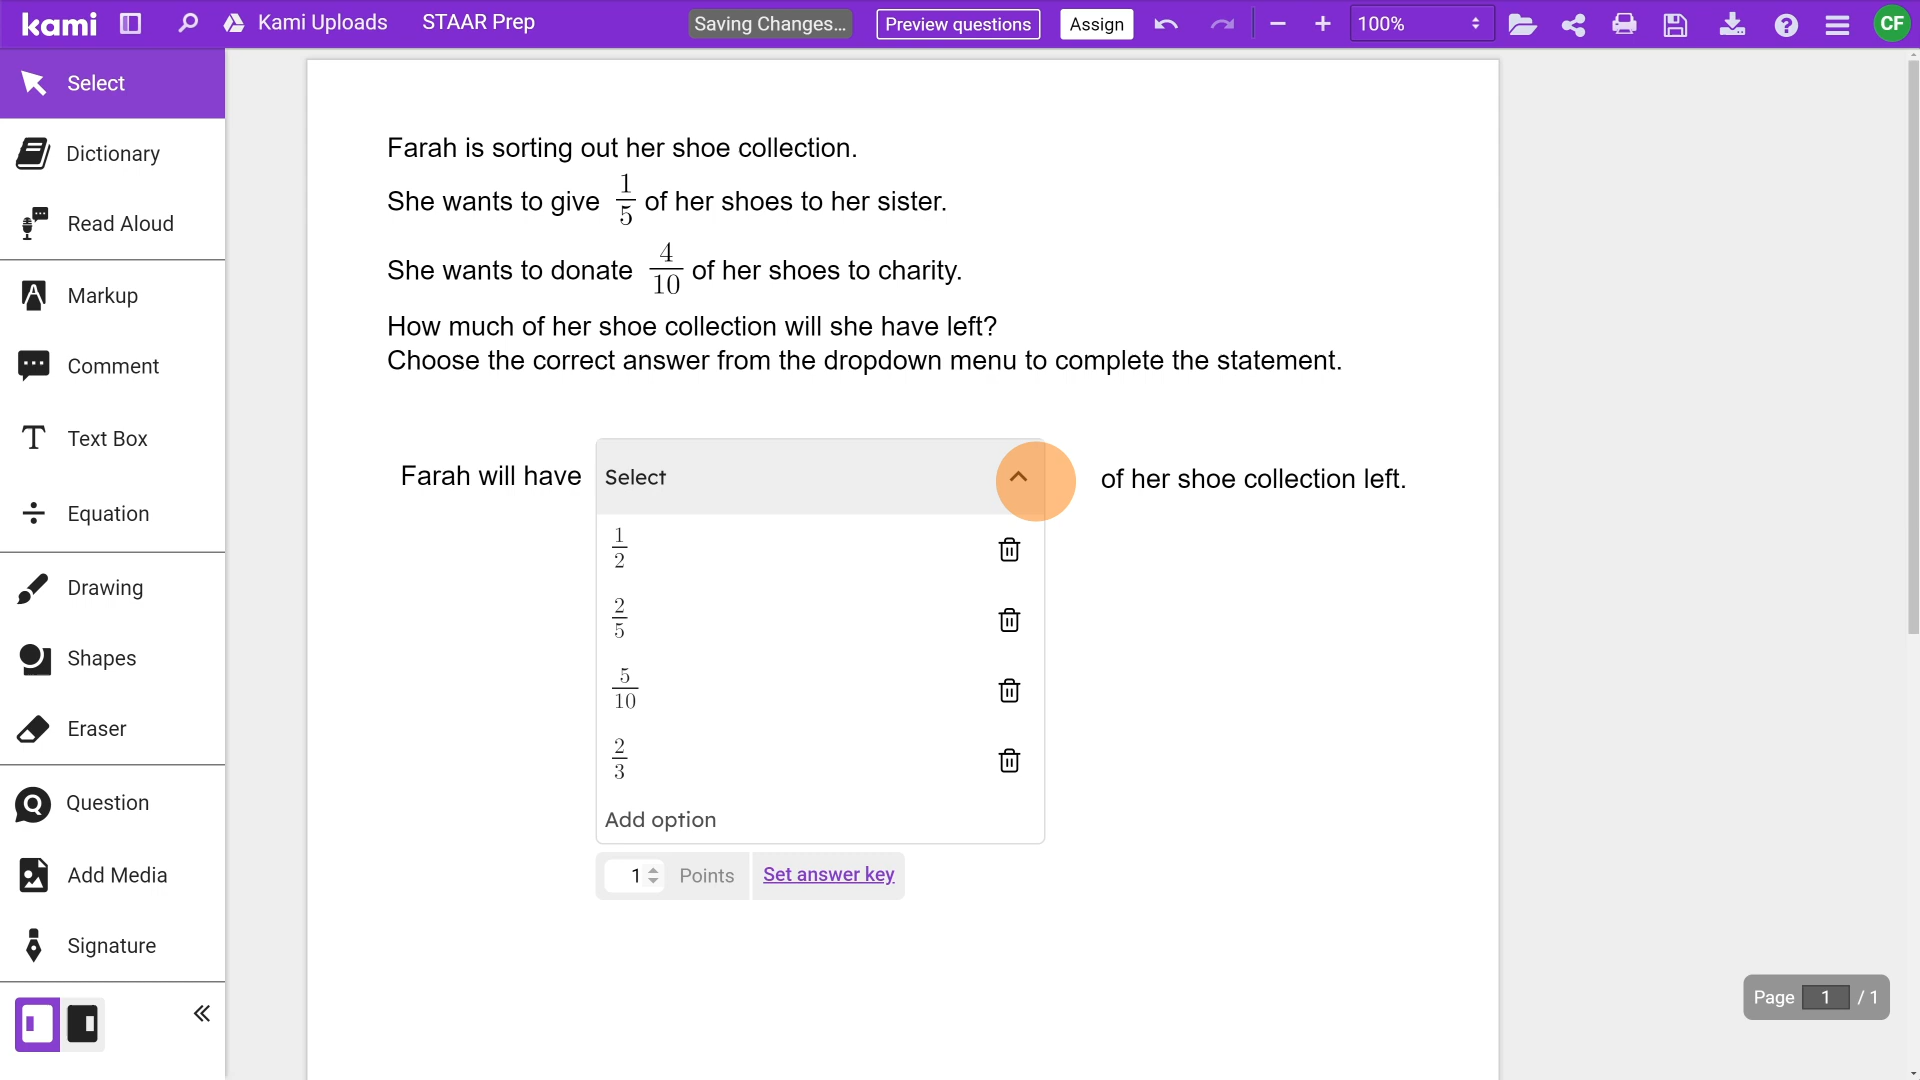 kami
Kami Uploads
STAAR Prep
Saving Changes...
Preview questions
Assign
100%
CF
Select
Dictionary
Read Aloud
Markup
Comment
Text Box
Equation
Drawing
Shapes
Eraser
Question
Add Media
Signature
Farah is sorting out her shoe collection.
She wants to give 1/5 of her shoes to her sister.
She wants to donate 4/10 of her shoes to charity.
How much of her shoe collection will she have left?
Choose the correct answer from the dropdown menu to complete the statement.
Farah will have Select of her shoe collection left.
1/2
2/5
5/10
2/3
Add option
1 Points Set answer key
Page 1 / 1